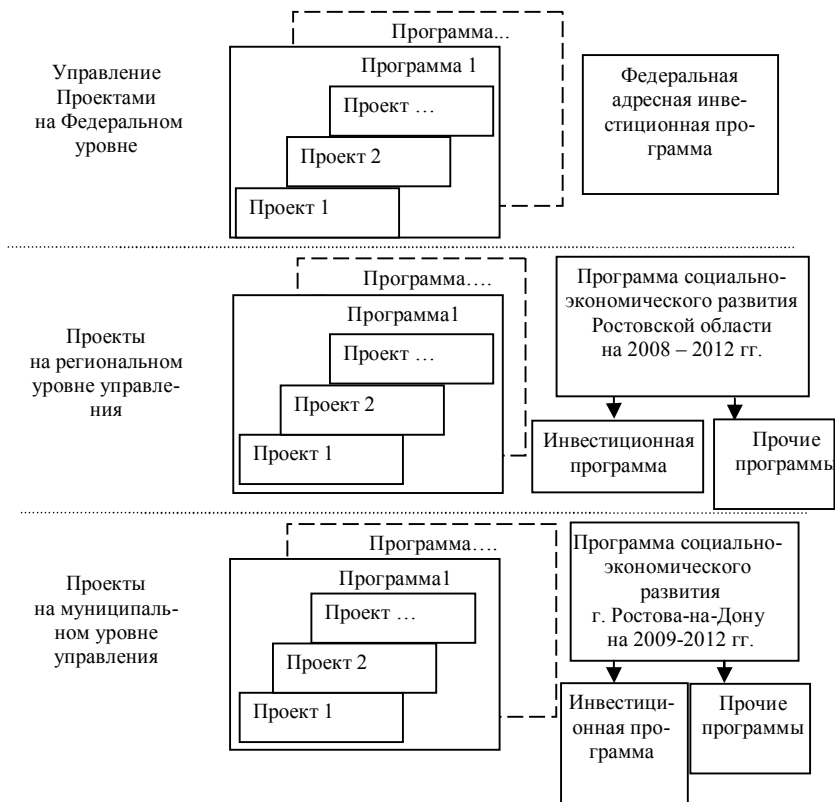 Управление
Проектами
на Федеральном
уровне
Программа...
Программа 1
Проект …
Проект 2
Проект 1
Федеральная
адресная инве-
стиционная про-
грамма
Проекты
на региональном
уровне управле-
ния
Программа….
Программа1
Проект …
Проект 2
Проект 1
Программа социально-
экономического развития
Ростовской области
на 2008 – 2012 гг.
Инвестиционная
программа
Прочие
программы
Проекты
на муниципаль-
ном уровне
управления
Программа….
Программа1
Проект …
Проект 2
Проект 1
Программа социально-
экономического
развития
г. Ростова-на-Дону
на 2009-2012 гг.
Инвестици-
онная про-
грамма
Прочие
программы